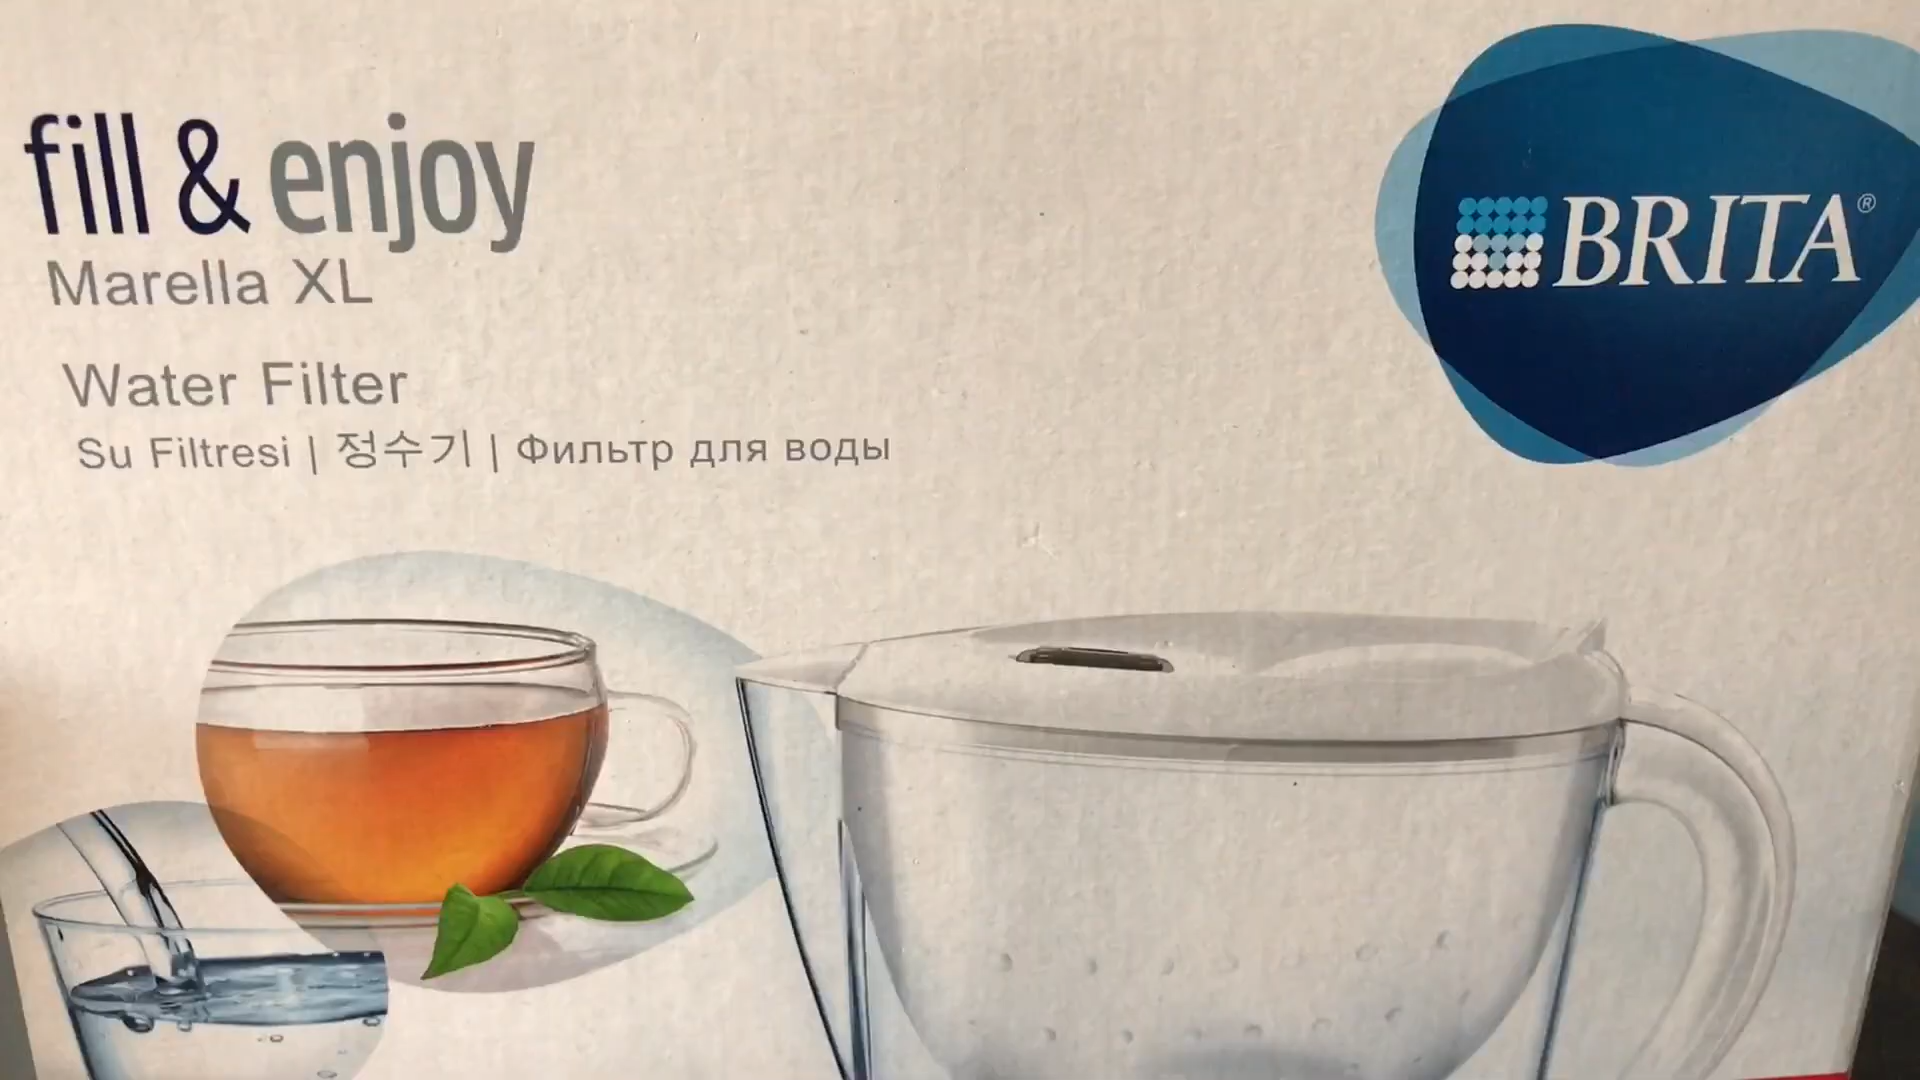 fill & enjoy
Marella XL
Water Filter
Su Filtresi | 정수기 | Фильтр для воды
BRITA®